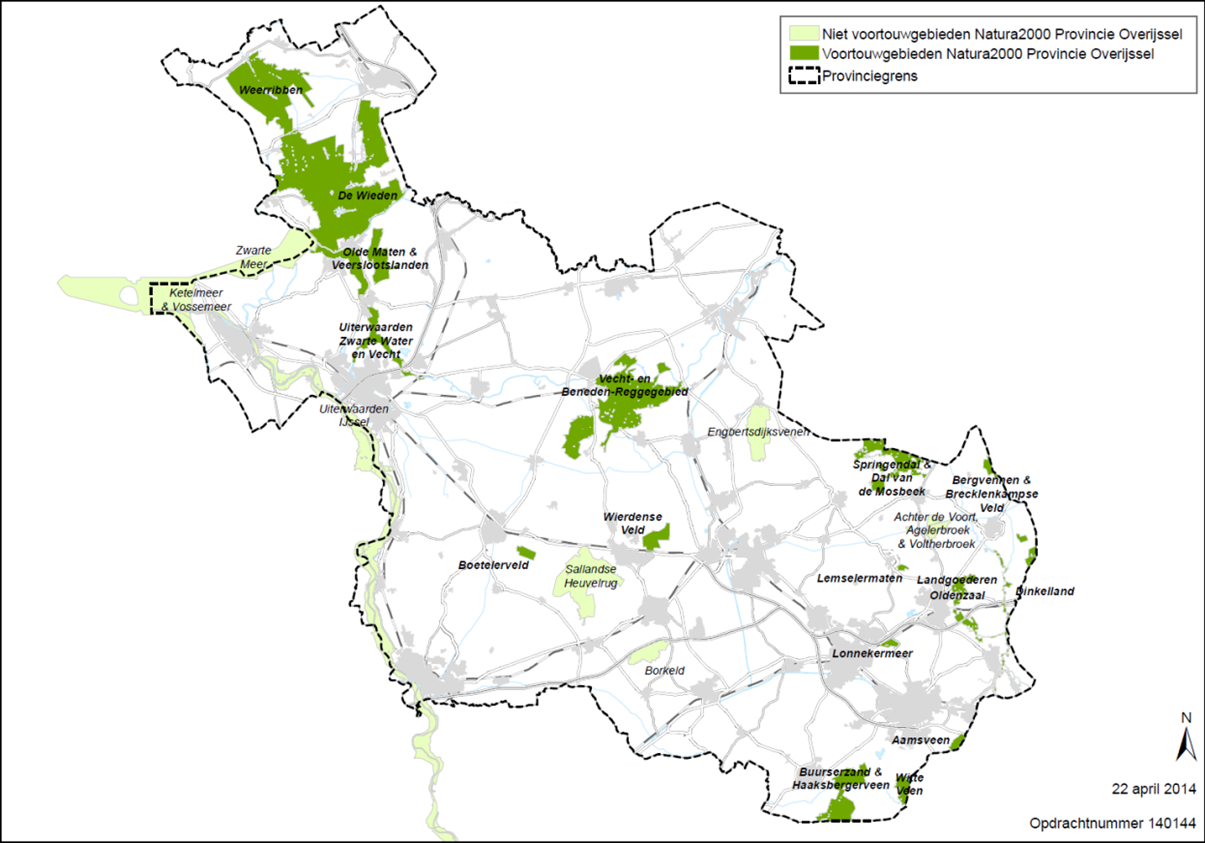 Niet voortouwgebieden Natura2000 Provincie Overijssel
Voortouwgebieden Natura2000 Provincie Overijssel
Provinciegrens
Weerribben
De Wieden
Zwarte
Meer
Olde Maten &
Veerslootslanden
Ketelmeer
& Vossemeer
Uiterwaarden
Zwarte Water
en Vecht
Vecht- en
Beneden-Reggegebied
Uiterwaarden
IJssel
Engbertsdijksvenen
Springendal &
Dal van
de Mosbeek
Bergvennen &
Brecklenkampse
Veld
Wierdense
Veld
Achter de Voort,
Agelerbroek
& Voltherbroek
Boetelerveld
Sallandse
Heuvelrug
Lemselermaten
Landgoederen
Oldenzaal
Dinkelland
Lonnekermeer
Borkeld
Aamsveen
Buurserzand &
Haaksbergerveen
Witte
Veen
N
22 april 2014
Opdrachtnummer 140144